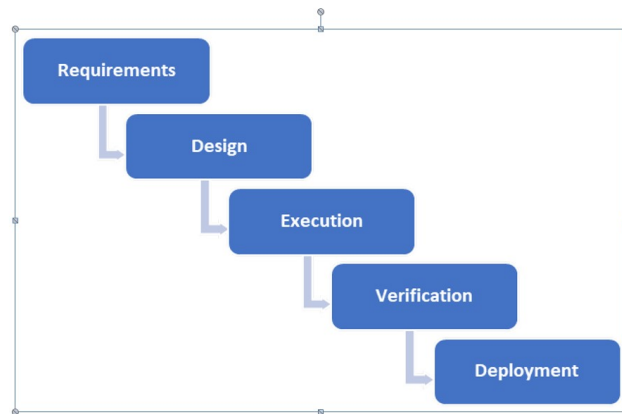 Requirements
Design
Execution
Verification
Deployment